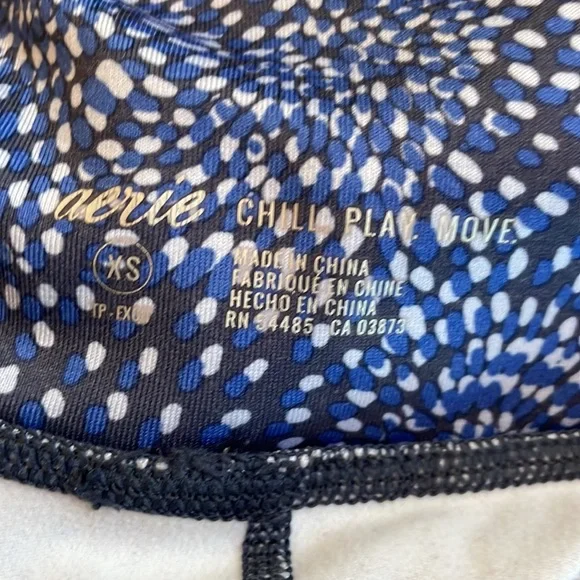 aerie CHILL. PLAY. MOVE.
XS
TP - EXCH
MADE IN CHINA
FABRIQUÉ EN CHINE
HECHO EN CHINA
RN 54485 CA 03873